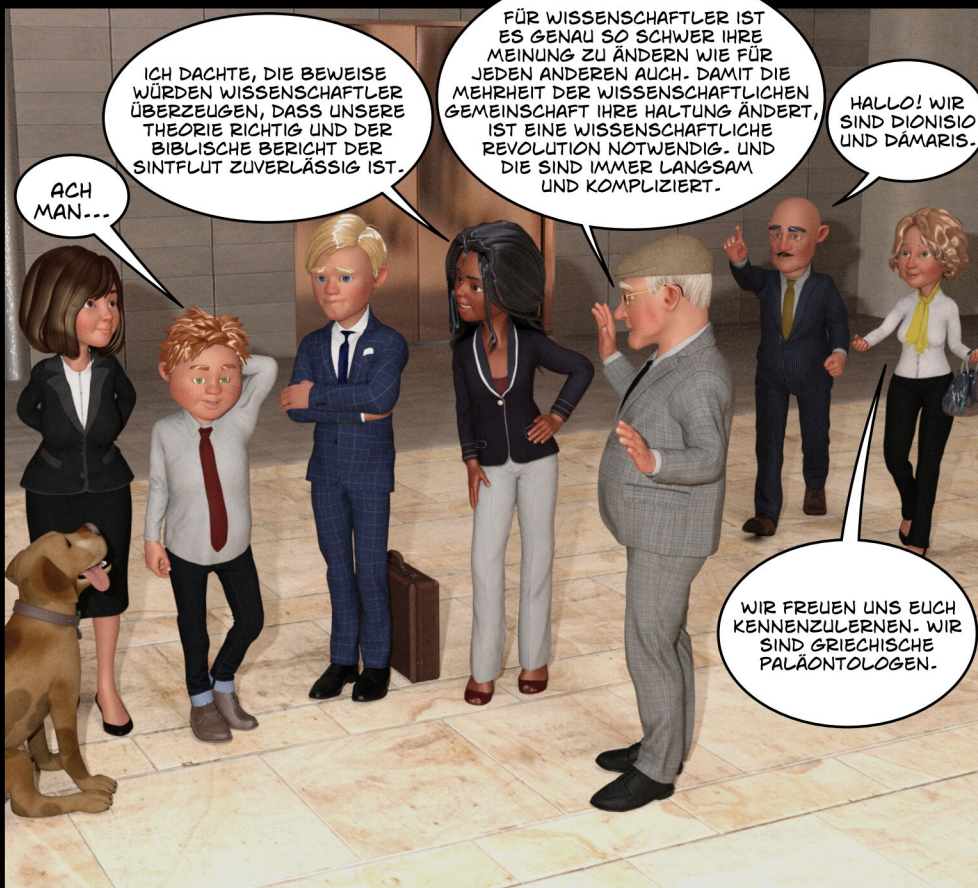 ACH
MAN...
ICH DACHTE, DIE BEWEISE
WÜRDEN WISSENSCHAFTLER
ÜBERZEUGEN, DASS UNSERE
THEORIE RICHTIG UND DER
BIBLISCHE BERICHT DER
SINTFLUT ZUVERLÄSSIG IST.
FÜR WISSENSCHAFTLER IST
ES GENAU SO SCHWER IHRE
MEINUNG ZU ÄNDERN WIE FÜR
JEDEN ANDEREN AUCH. DAMIT DIE
MEHRHEIT DER WISSENSCHAFTLICHEN
GEMEINSCHAFT IHRE HALTUNG ÄNDERT,
IST EINE WISSENSCHAFTLICHE
REVOLUTION NOTWENDIG. UND
DIE SIND IMMER LANGSAM
UND KOMPLIZIERT.
HALLO! WIR
SIND DIONISIO
UND DÁMARIS.
WIR FREUEN UNS EUCH
KENNENZULERNEN. WIR
SIND GRIECHISCHE
PALÄONTOLOGEN.